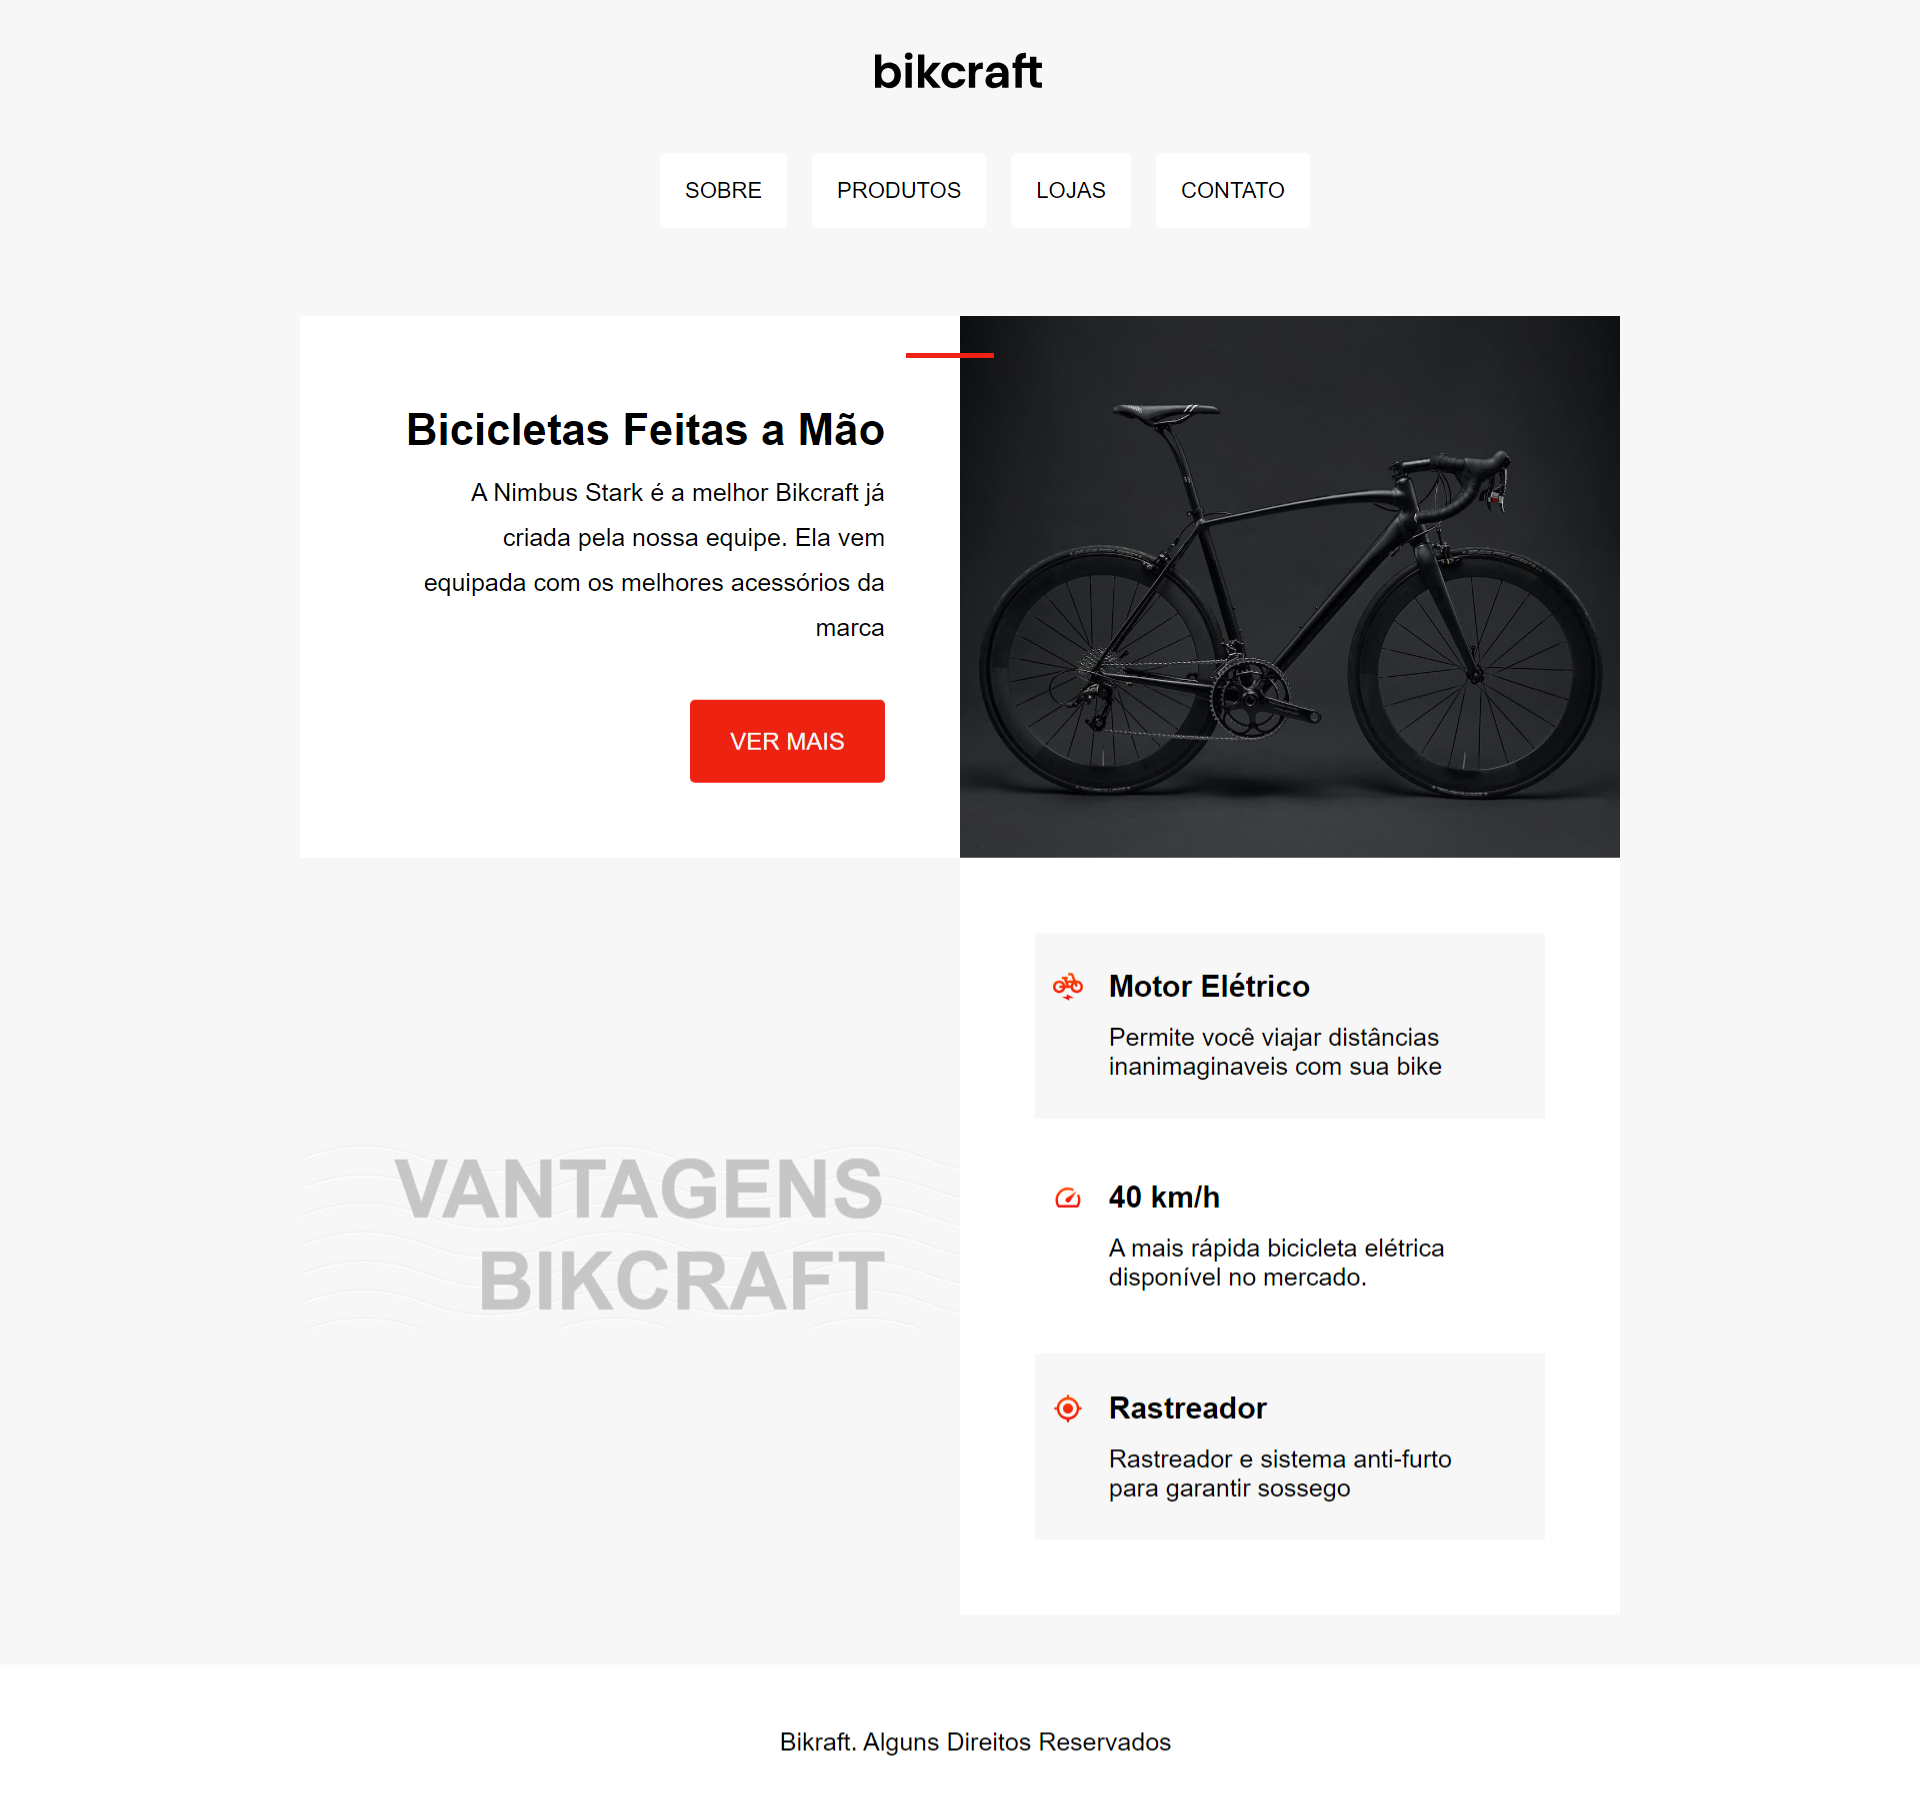 bikcraft
SOBRE
PRODUTOS
LOJAS
CONTATO
Bicicletas Feitas a Mão
A Nimbus Stark é a melhor Bikcraft já
criada pela nossa equipe. Ela vem
equipada com os melhores acessórios da
marca
VER MAIS
VANTAGENS
BIKCRAFT
Motor Elétrico
Permite você viajar distâncias
inanimaginaveis com sua bike
40 km/h
A mais rápida bicicleta elétrica
disponível no mercado.
Rastreador
Rastreador e sistema anti-furto
para garantir sossego
Bikraft. Alguns Direitos Reservados